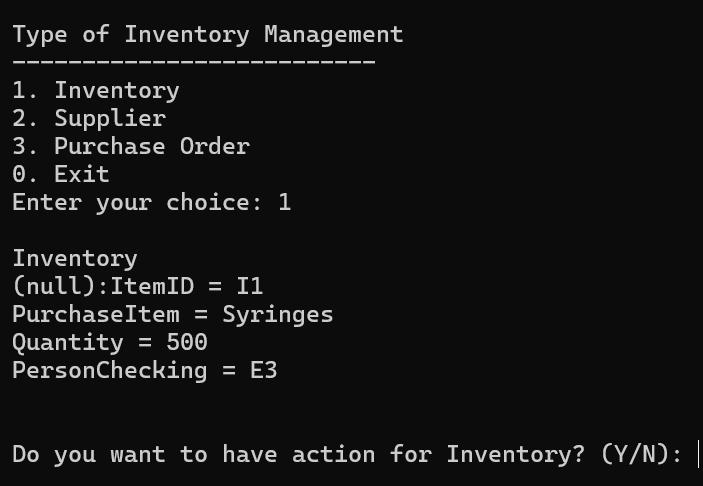 Type of Inventory Management
--------------------------
1. Inventory
2. Supplier
3. Purchase Order
0. Exit
Enter your choice: 1
Inventory
(null):ItemID = I1
PurchaseItem = Syringes
Quantity = 500
PersonChecking = E3
Do you want to have action for Inventory? (Y/N):